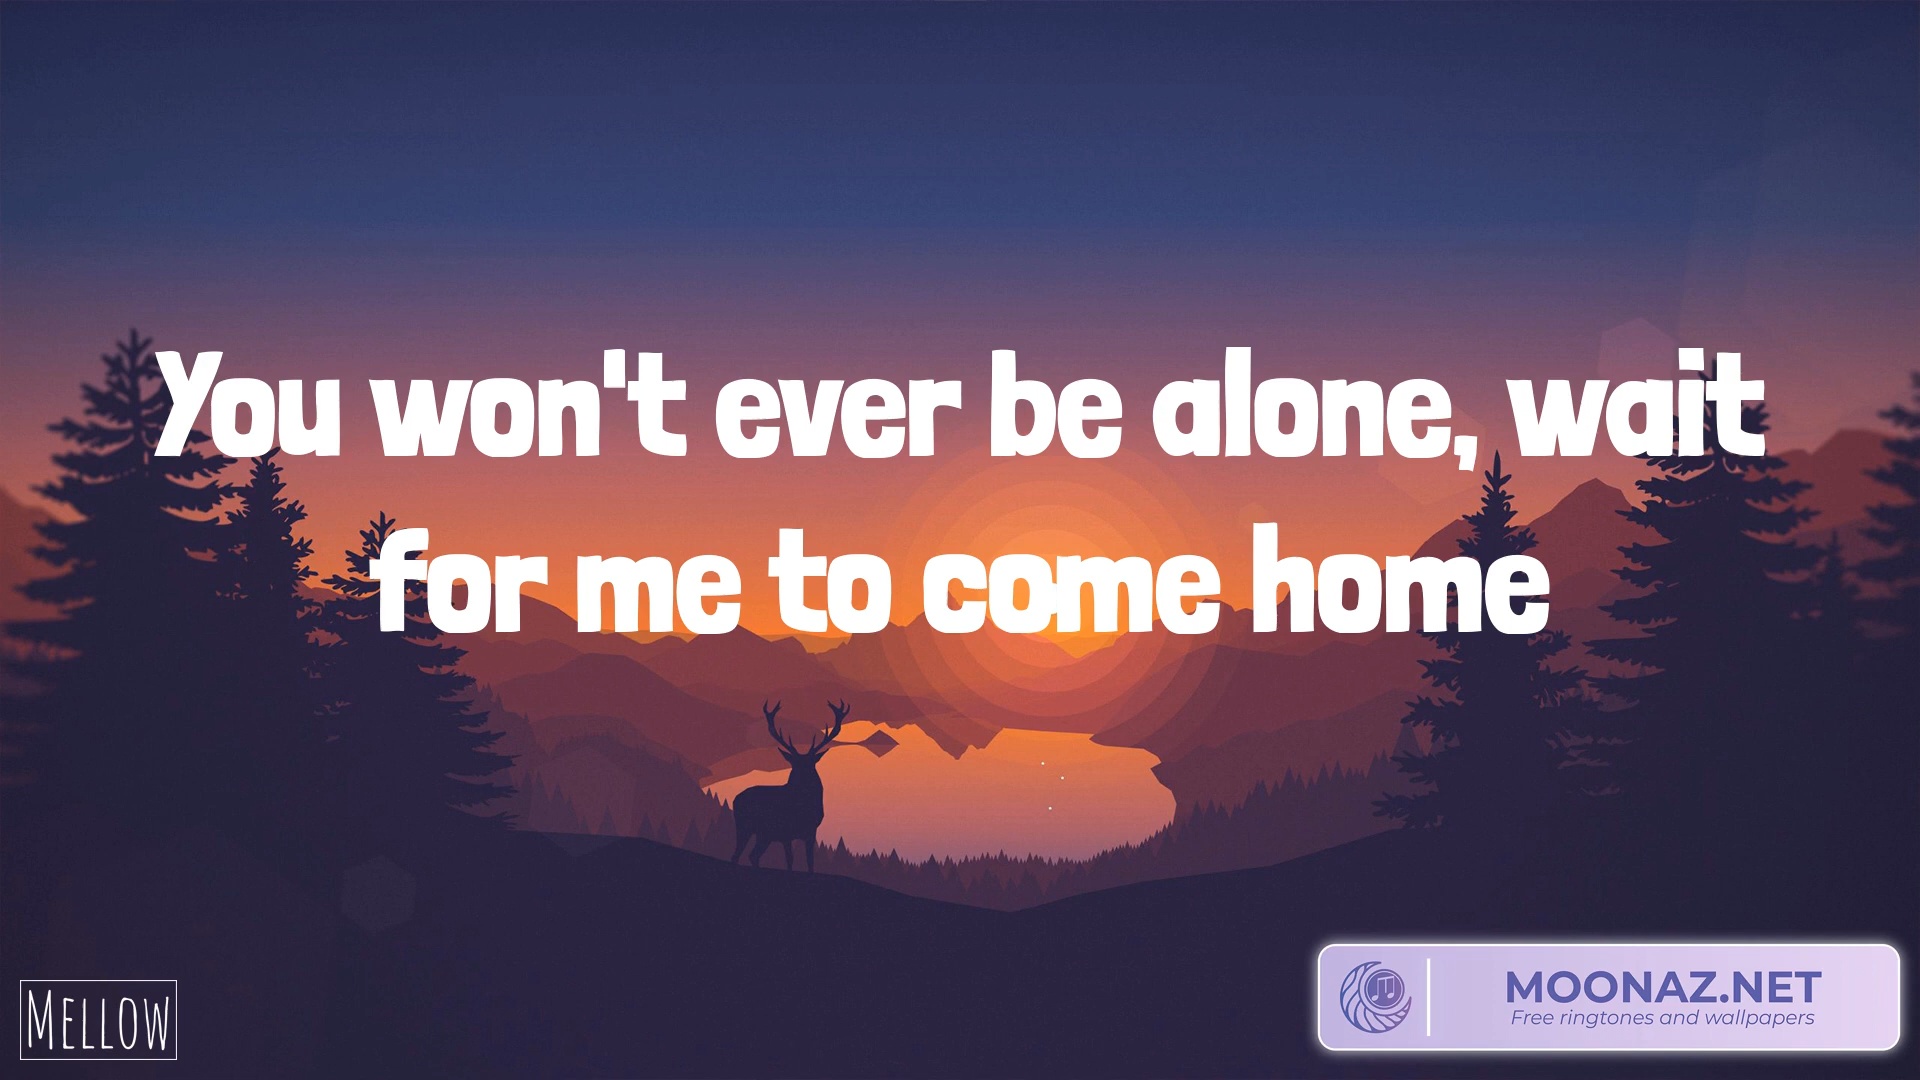 You won't ever be alone, wait
for me to come home
MELLOW
MOONAZ.NET
Free ringtones and wallpapers